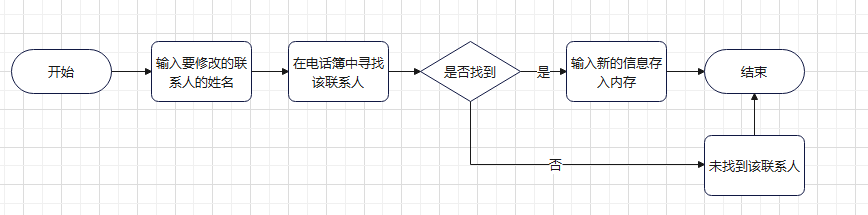 开始
输入要修改的联
系人的姓名
在电话簿中寻找
该联系人
是否找到
是
输入新的信息存
入内存
结束
否
未找到该联系人